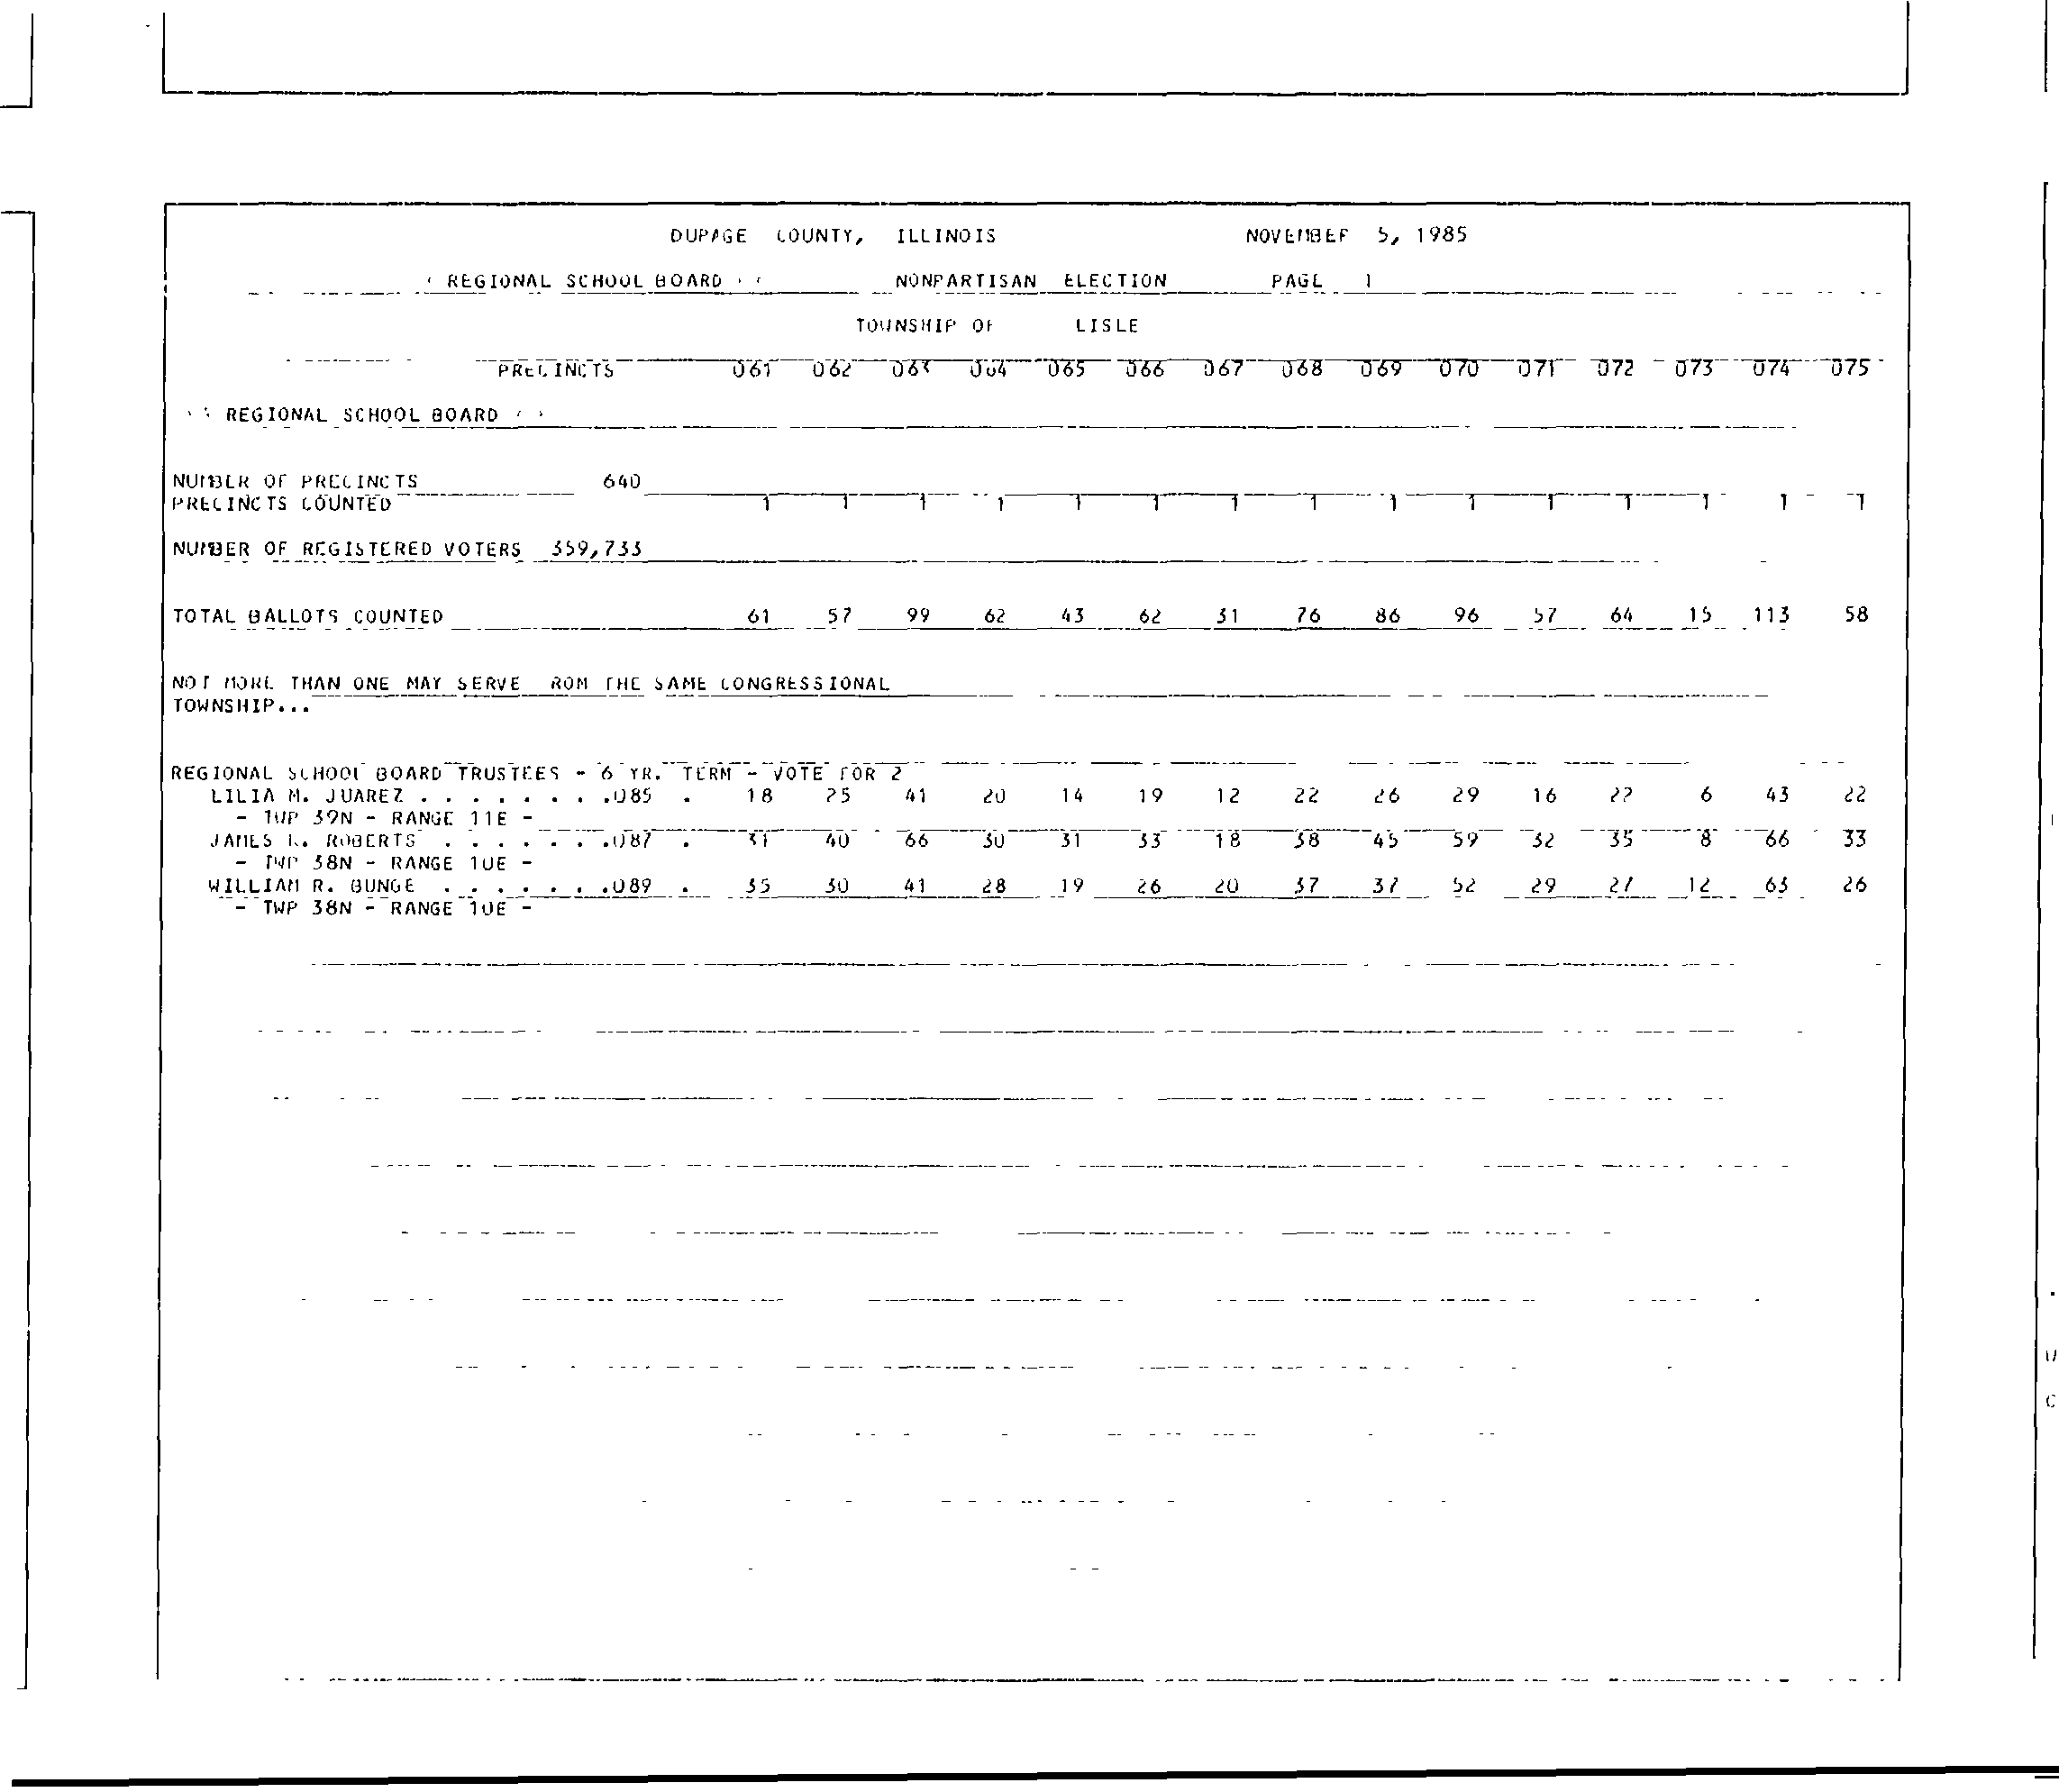 DUPAGE COUNTY, ILLINOIS NOVEMBER 5, 1985
REGIONAL SCHOOL BOARD NONPARTISAN ELECTION PAGE 1
TOWNSHIP OF LISLE
PRECINCTS 061 062 063 064 065 066 067 068 069 070 071 072 073 074 075
REGIONAL SCHOOL BOARD
NUMBER OF PRECINCTS 640
PRECINCTS COUNTED 1 1 1 1 1 1 1 1 1 1 1 1 1 1 1
NUMBER OF REGISTERED VOTERS 359,733
TOTAL BALLOTS COUNTED 61 57 99 62 43 62 31 76 86 96 57 64 15 113 58
NOT MORE THAN ONE MAY SERVE ROM THE SAME CONGRESSIONAL
TOWNSHIP...
REGIONAL SCHOOL BOARD TRUSTEES - 6 YR. TERM - VOTE FOR 2
LILIA M. JUAREZ . . . . . . . .085 . 18 25 41 20 14 19 12 22 26 29 16 22 6 43 22
- TWP 39N - RANGE 11E -
JAMES ROBERTS . . . . . . .087 . 31 40 66 30 31 33 18 38 45 59 32 35 8 66 33
- TWP 38N - RANGE 10E -
WILLIAM R. BUNGE . . . . . . .089 . 35 30 41 28 19 26 20 37 37 52 29 27 12 63 26
- TWP 38N - RANGE 10E -